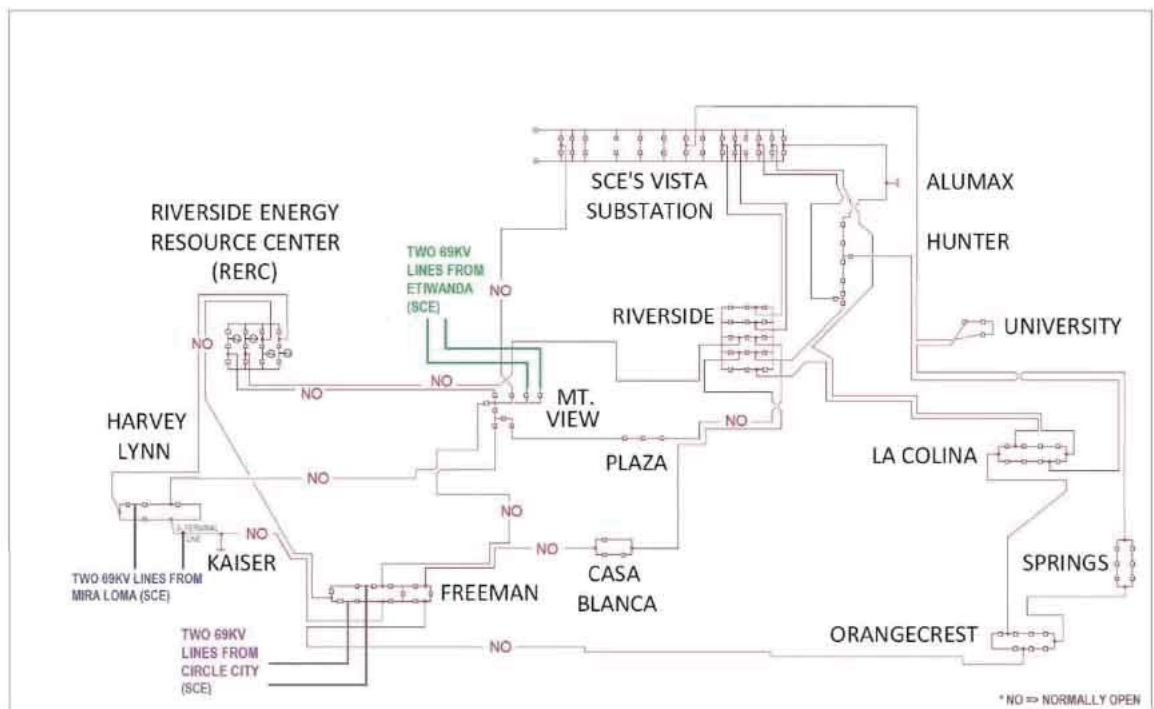 SCE'S VISTA
SUBSTATION
ALUMAX
RIVERSIDE ENERGY
RESOURCE CENTER
(RERC)
HUNTER
TWO 69KV
LINES FROM
ETIWANDA
(SCE)
NO
RIVERSIDE
UNIVERSITY
NO
NO
NO
MT.
VIEW
HARVEY
LYNN
NO
PLAZA
LA COLINA
NO
3 TERMINAL
LINE
NO
KAISER
NO
NO
CASA
BLANCA
SPRINGS
TWO 69KV LINES FROM
MIRA LOMA (SCE)
FREEMAN
TWO 69KV
LINES FROM
CIRCLE CITY
(SCE)
NO
ORANGECREST
* NO => NORMALLY OPEN